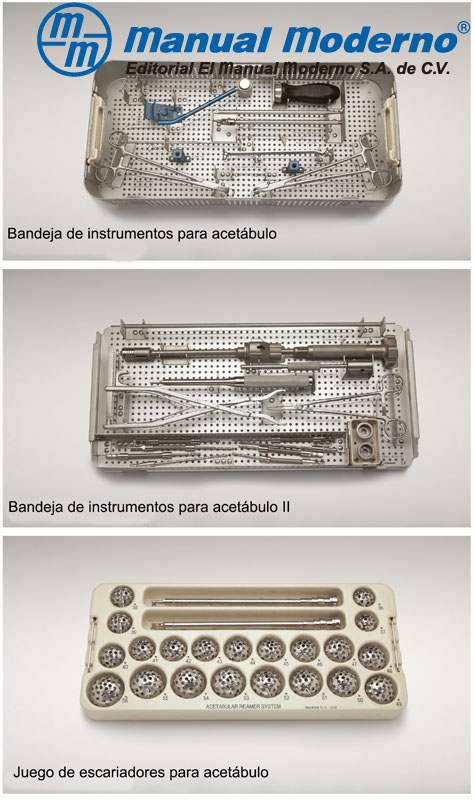 mm
Manual Moderno®
Editorial El Manual Moderno S.A. de C.V.
Bandeja de instrumentos para acetábulo
Bandeja de instrumentos para acetábulo II
ACETABULAR REAMER SYSTEM
Juego de escariadores para acetábulo